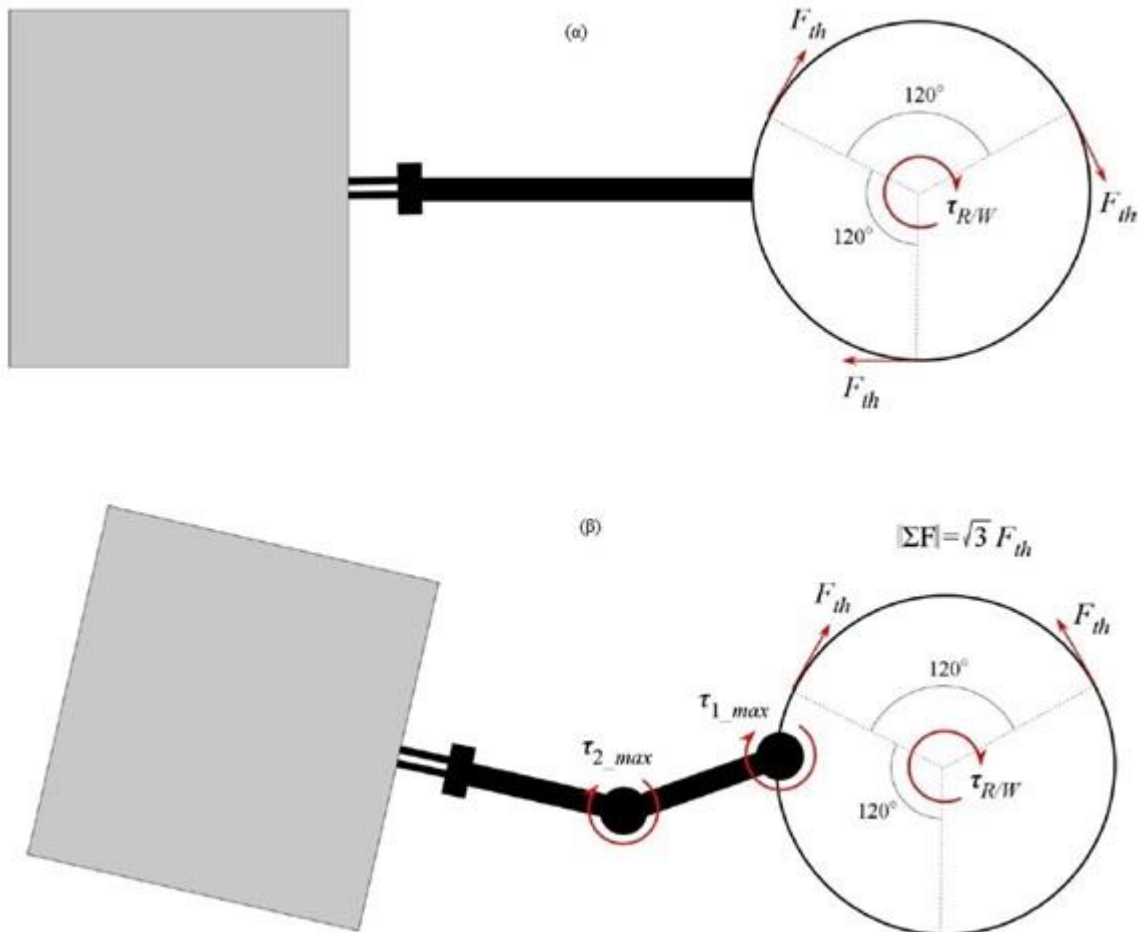 (α)
F_th
120°
F_th
τ_R/W
120°
F_th
(β)
|ΣF|=√3 F_th
F_th
F_th
120°
τ_1_max
τ_2_max
τ_R/W
120°